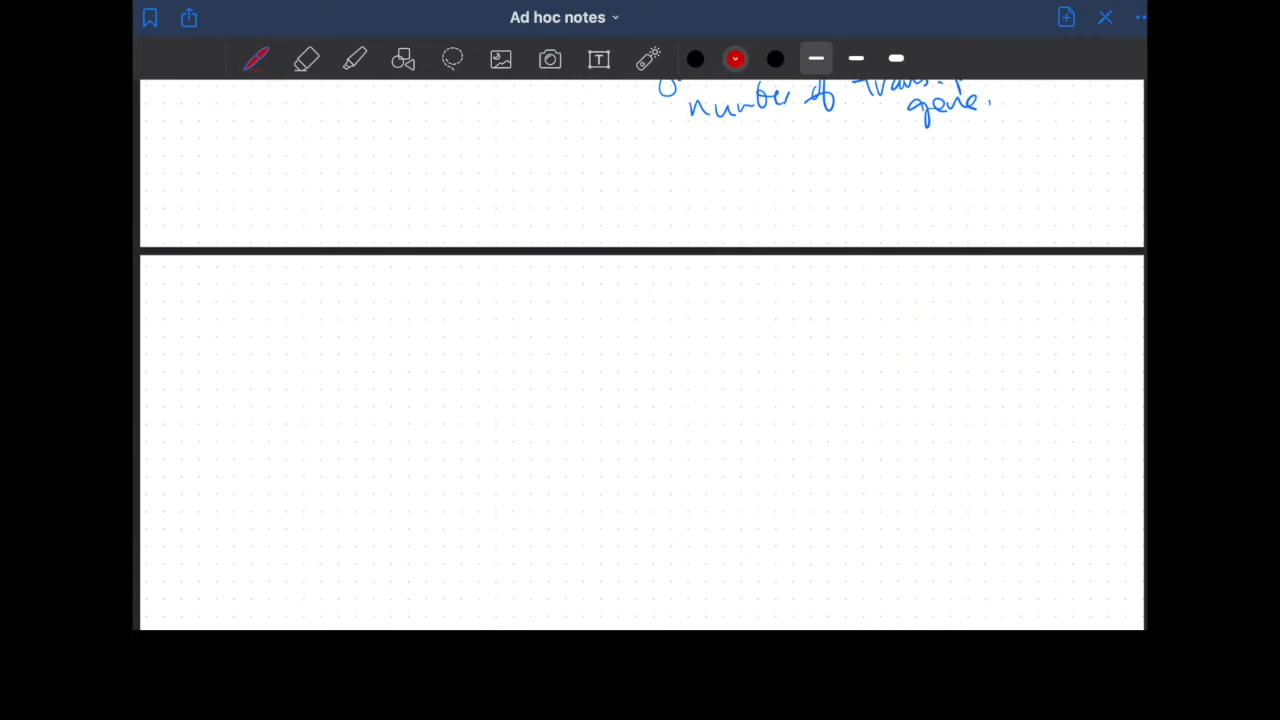 Ad hoc notes
T
number of
gene.